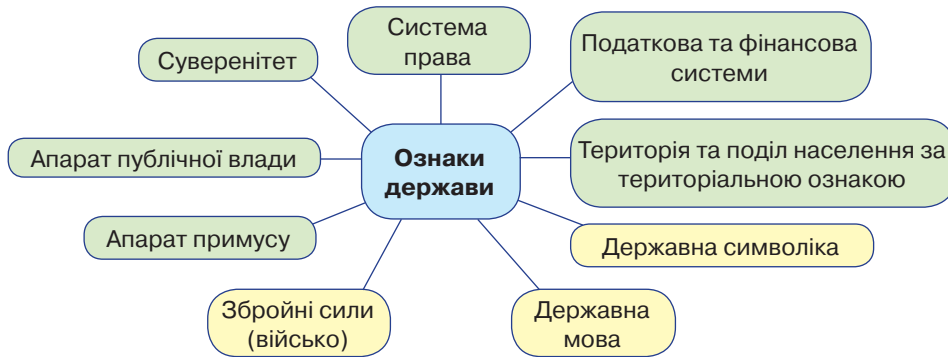 Система
права
Податкова та фінансова
системи
Суверенітет
Апарат публічної влади
Ознаки
держави
Територія та поділ населення за
територіальною ознакою
Апарат примусу
Державна символіка
Збройні сили
(військо)
Державна
мова